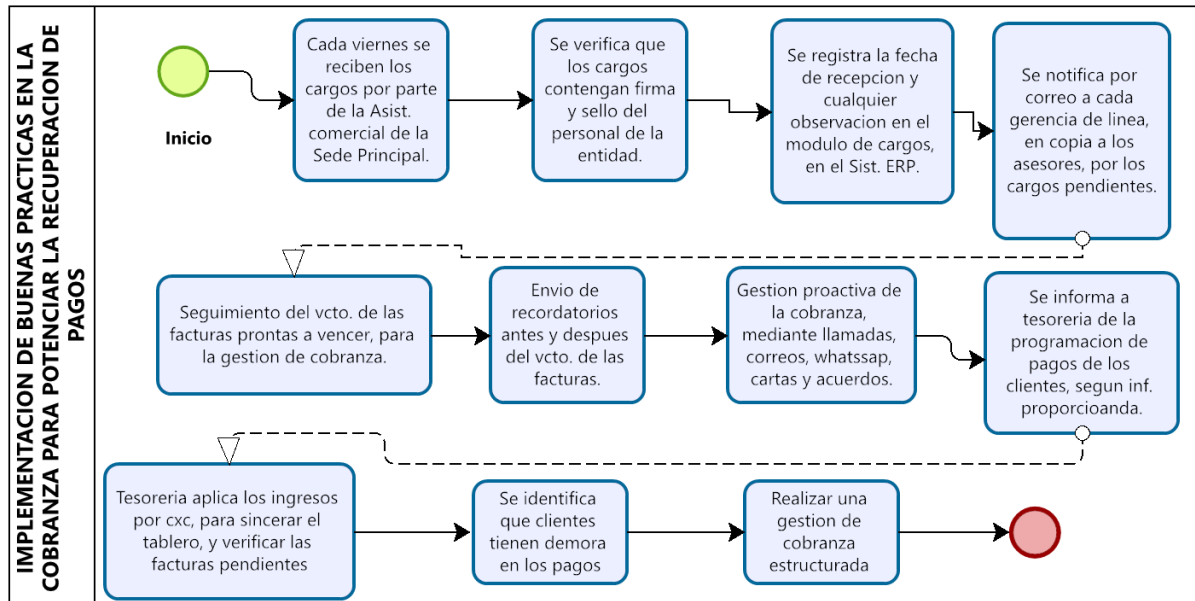 IMPLEMENTACION DE BUENAS PRACTICAS EN LA
COBRANZA PARA POTENCIAR LA RECUPERACION DE
PAGOS
Inicio
Cada viernes se
reciben los
cargos por parte
de la Asist.
comercial de la
Sede Principal.
Se verifica que
los cargos
contengan firma
y sello del
personal de la
entidad.
Se registra la fecha
de recepcion y
cualquier
observacion en el
modulo de cargos,
en el Sist. ERP.
Se notifica por
correo a cada
gerencia de linea,
en copia a los
asesores, por los
cargos pendientes.
Seguimiento del vcto. de las
facturas prontas a vencer, para
la gestion de cobranza.
Envio de
recordatorios
antes y despues
del vcto. de las
facturas.
Gestion proactiva de
la cobranza,
mediante llamadas,
correos, whatssap,
cartas y acuerdos.
Se informa a
tesoreria de la
programacion de
pagos de los
clientes, segun inf.
proporcioanda.
Tesoreria aplica los ingresos
por cxc, para sincerar el
tablero, y verificar las
facturas pendientes
Se identifica
que clientes
tienen demora
en los pagos
Realizar una
gestion de
cobranza
estructurada